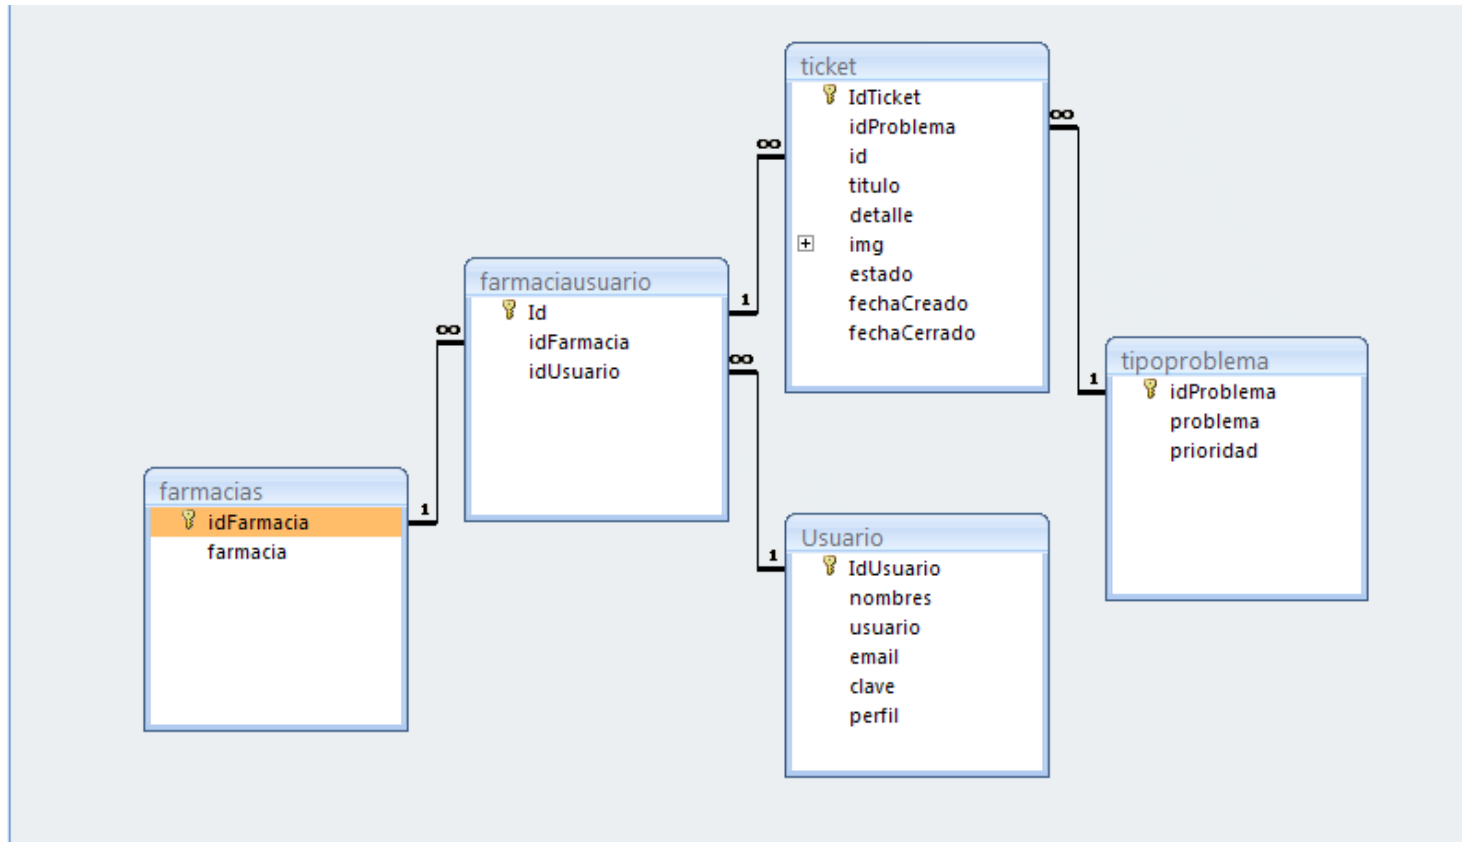 ticket
IdTicket
idProblema
id
titulo
detalle
img
estado
fechaCreado
fechaCerrado
∞
∞
farmaciausuario
Id
idFarmacia
idUsuario
1
∞
∞
tipoproblema
idProblema
problema
prioridad
1
farmacias
idFarmacia
farmacia
1
Usuario
IdUsuario
nombres
usuario
email
clave
perfil
1